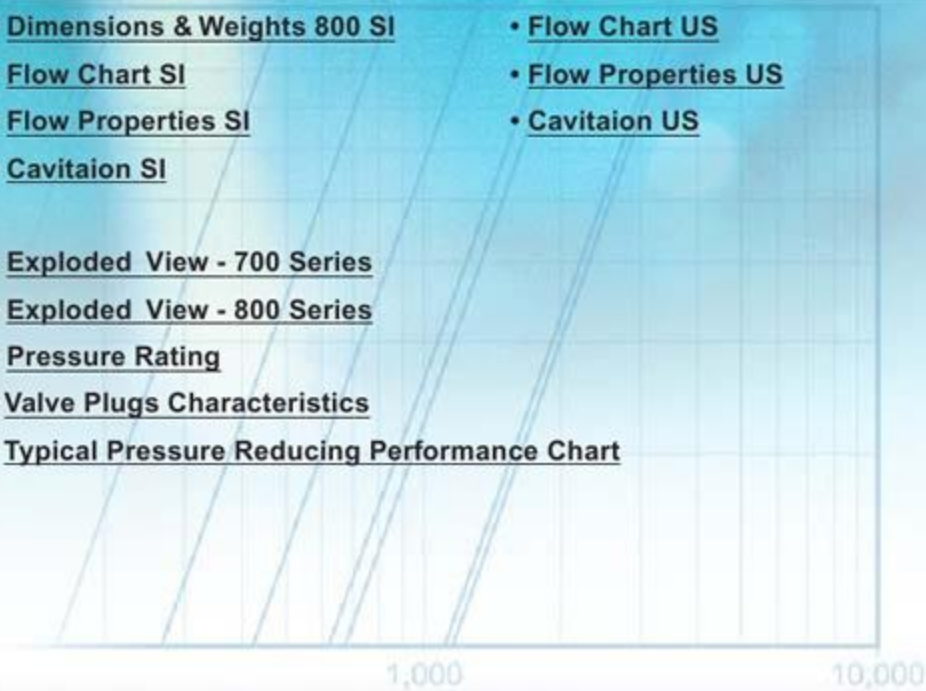 Dimensions & Weights 800 SI
Flow Chart SI
Flow Properties SI
Cavitaion SI
• Flow Chart US
• Flow Properties US
• Cavitaion US
Exploded View - 700 Series
Exploded View - 800 Series
Pressure Rating
Valve Plugs Characteristics
Typical Pressure Reducing Performance Chart
1,000
10,000